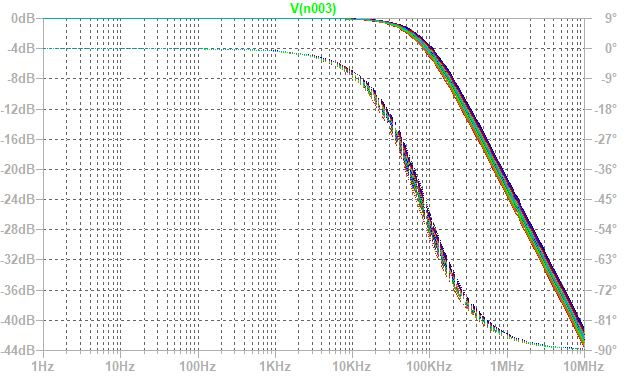 V(n003)
0dB 9°
-4dB 0°
-8dB -9°
-12dB -18°
-16dB -27°
-20dB -36°
-24dB -45°
-28dB -54°
-32dB -63°
-36dB -72°
-40dB -81°
-44dB -90°
1Hz 10Hz 100Hz 1KHz 10KHz 100KHz 1MHz 10MHz